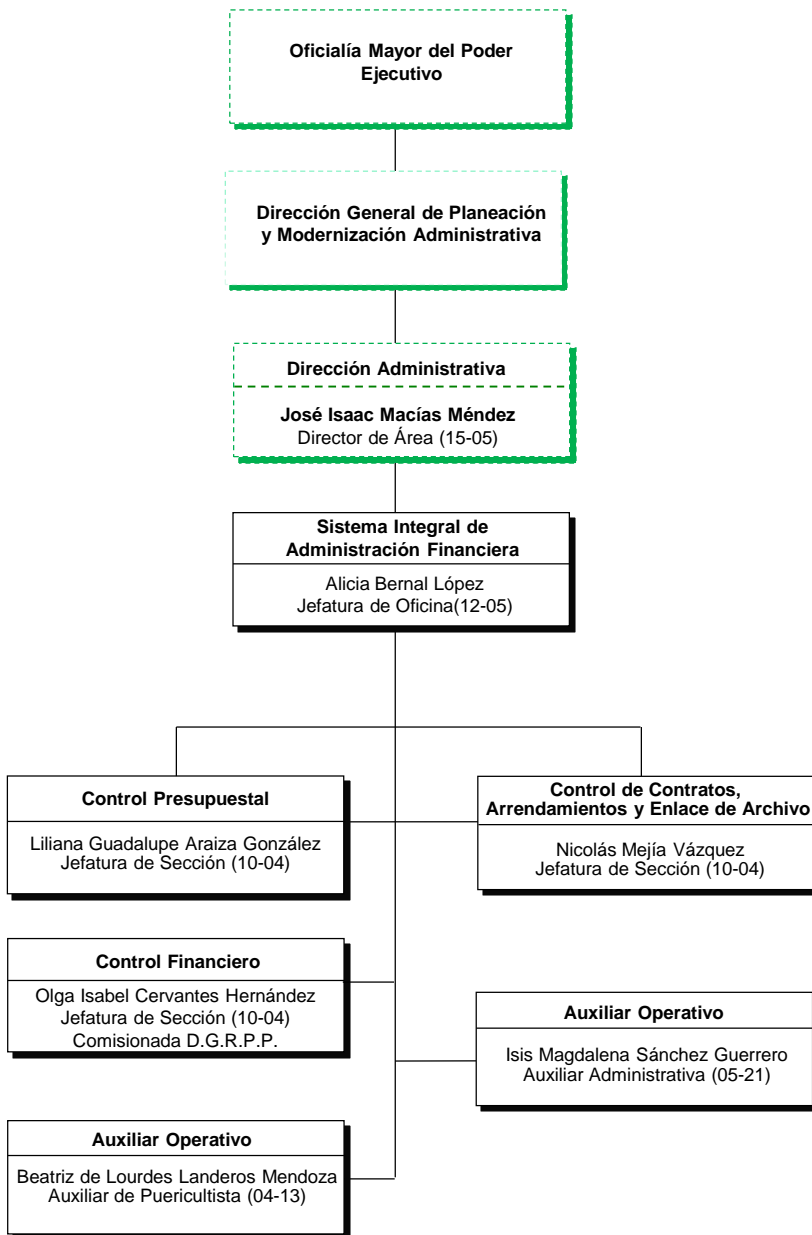 Oficialía Mayor del Poder
Ejecutivo
Dirección General de Planeación
y Modernización Administrativa
Dirección Administrativa
José Isaac Macías Méndez
Director de Área (15-05)
Sistema Integral de
Administración Financiera
Alicia Bernal López
Jefatura de Oficina(12-05)
Control Presupuestal
Liliana Guadalupe Araiza González
Jefatura de Sección (10-04)
Control de Contratos,
Arrendamientos y Enlace de Archivo
Nicolás Mejía Vázquez
Jefatura de Sección (10-04)
Control Financiero
Olga Isabel Cervantes Hernández
Jefatura de Sección (10-04)
Comisionada D.G.R.P.P.
Auxiliar Operativo
Isis Magdalena Sánchez Guerrero
Auxiliar Administrativa (05-21)
Auxiliar Operativo
Beatriz de Lourdes Landeros Mendoza
Auxiliar de Puericultista (04-13)